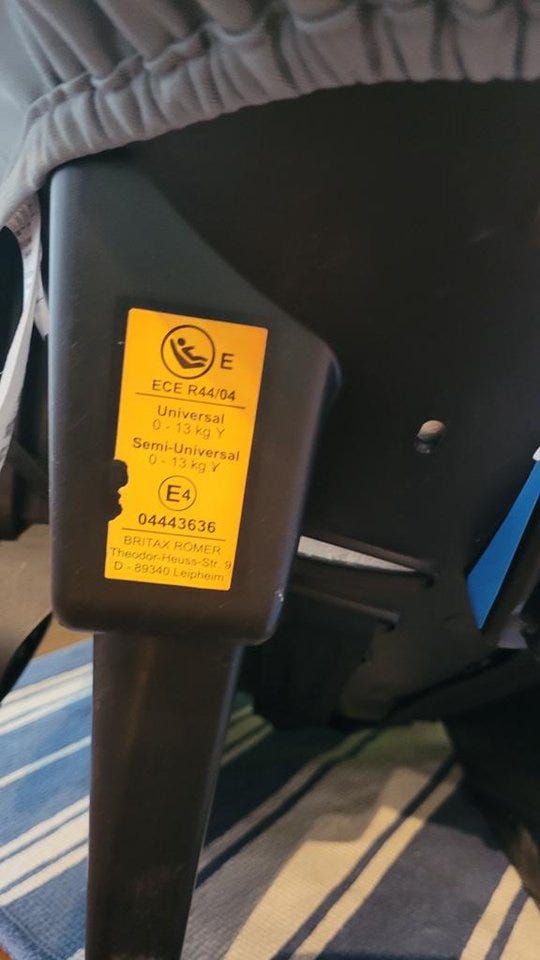 E
ECE R44/04
Universal
0 - 13 kg Y
Semi-Universal
0 - 13 kg Y
E4
04443636
BRITAX RÖMER
Theodor-Heuss-Str. 9
D - 89340 Leipheim